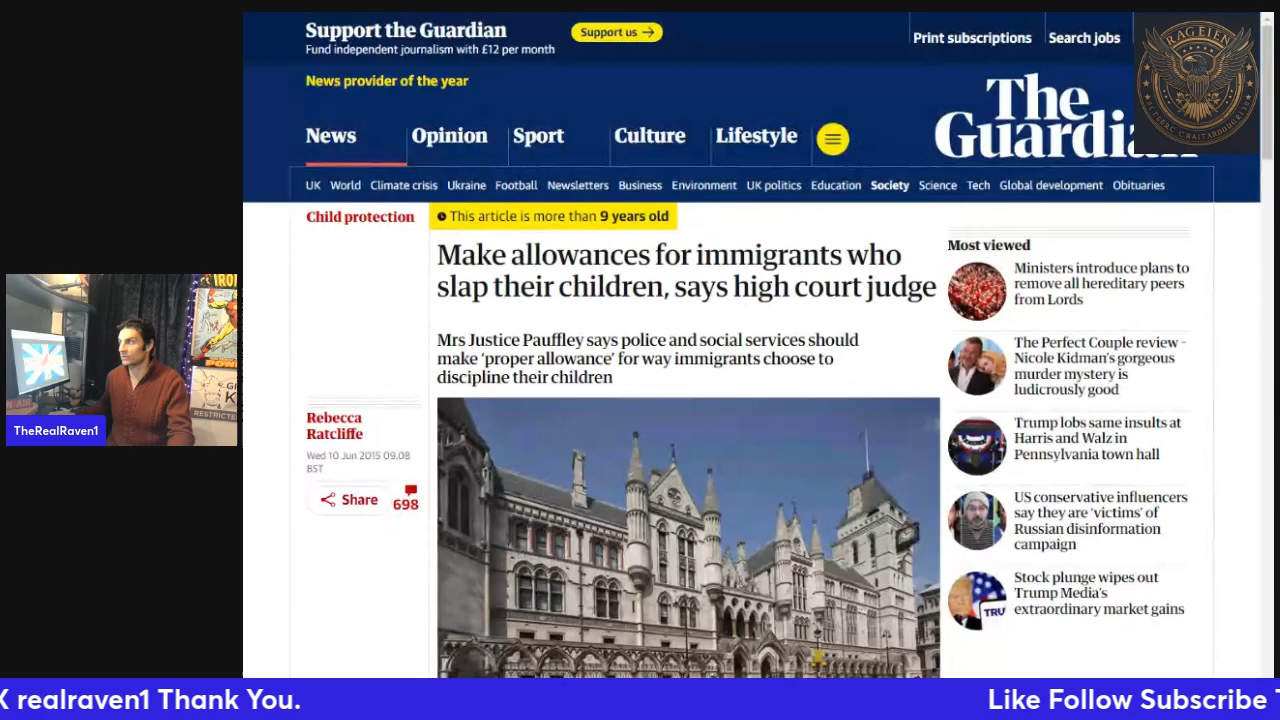 Support the Guardian
Fund independent journalism with £12 per month
Support us →
Print subscriptions
Search jobs
News provider of the year
The
Guardian
News
Opinion
Sport
Culture
Lifestyle
UK World Climate crisis Ukraine Football Newsletters Business Environment UK politics Education Society Science Tech Global development Obituaries
Child protection
This article is more than 9 years old
Make allowances for immigrants who
slap their children, says high court judge
Mrs Justice Pauffley says police and social services should
make ‘proper allowance’ for way immigrants choose to
discipline their children
Rebecca
Ratcliffe
Wed 10 Jun 2015 09.08
BST
Share
698
Most viewed
Ministers introduce plans to
remove all hereditary peers
from Lords
The Perfect Couple review –
Nicole Kidman’s gorgeous
murder mystery is
ludicrously good
Trump lobs same insults at
Harris and Walz in
Pennsylvania town hall
US conservative influencers
say they are ‘victims’ of
Russian disinformation
campaign
Stock plunge wipes out
Trump Media’s
extraordinary market gains
TRU
RAGEIEN
IRON
POWE
RESTRICTE
ON AIR
TheRealRaven1
X realraven1 Thank You.
Like Follow Subscribe